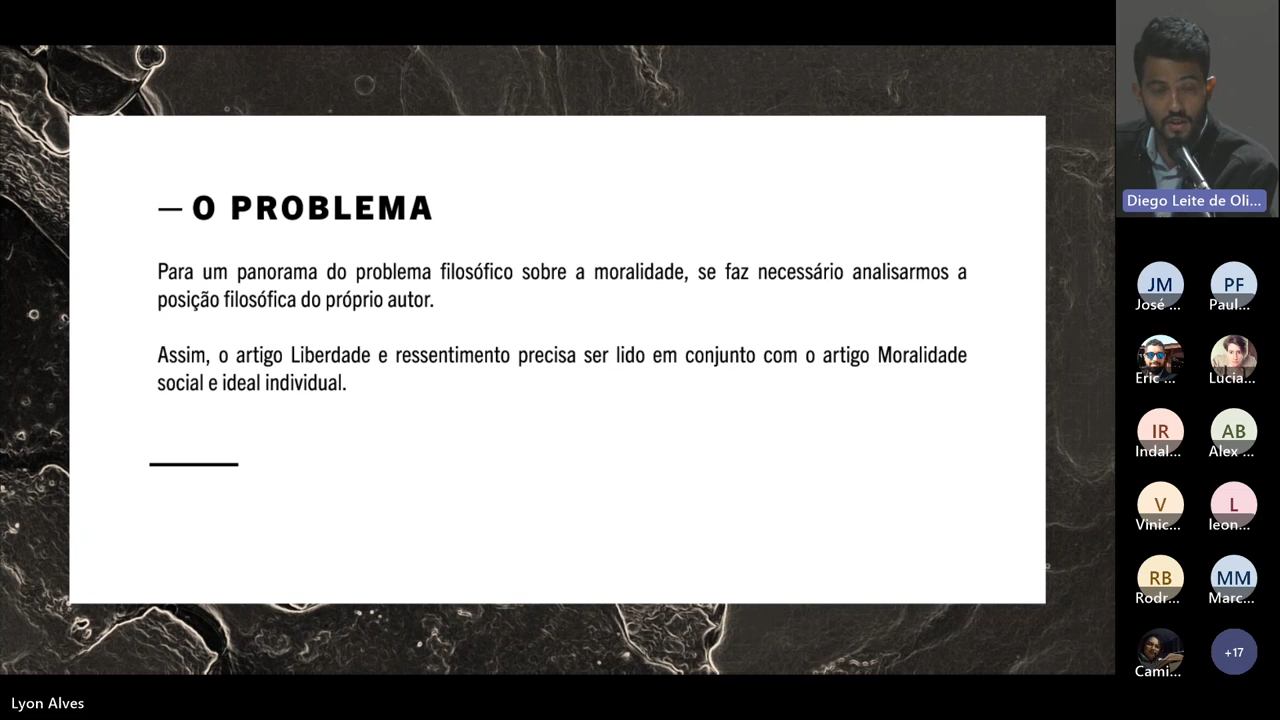 — O PROBLEMA
Para um panorama do problema filosófico sobre a moralidade, se faz necessário analisarmos a
posição filosófica do próprio autor.
Assim, o artigo Liberdade e ressentimento precisa ser lido em conjunto com o artigo Moralidade
social e ideal individual.
Diego Leite de Oli...
JM
José ...
PF
Paul...
Eric ...
Lucia...
IR
Indal...
AB
Alex ...
V
Vinic...
L
leon...
RB
Rodr...
MM
Marc...
Cami...
+17
Lyon Alves